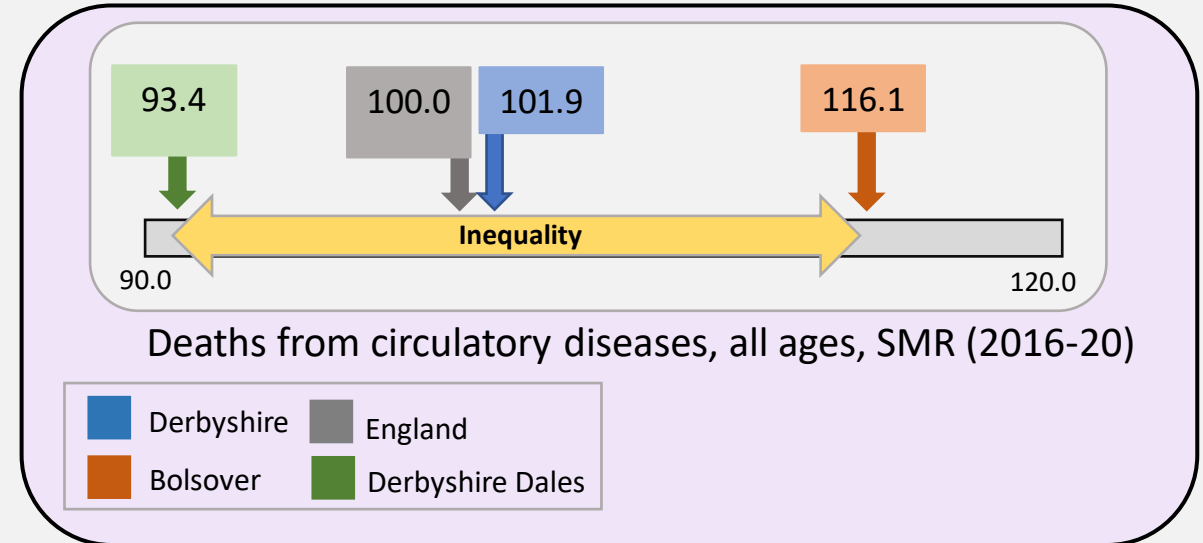 93.4
100.0
101.9
116.1
Inequality
90.0
120.0
Deaths from circulatory diseases, all ages, SMR (2016-20)
Derbyshire
England
Bolsover
Derbyshire Dales